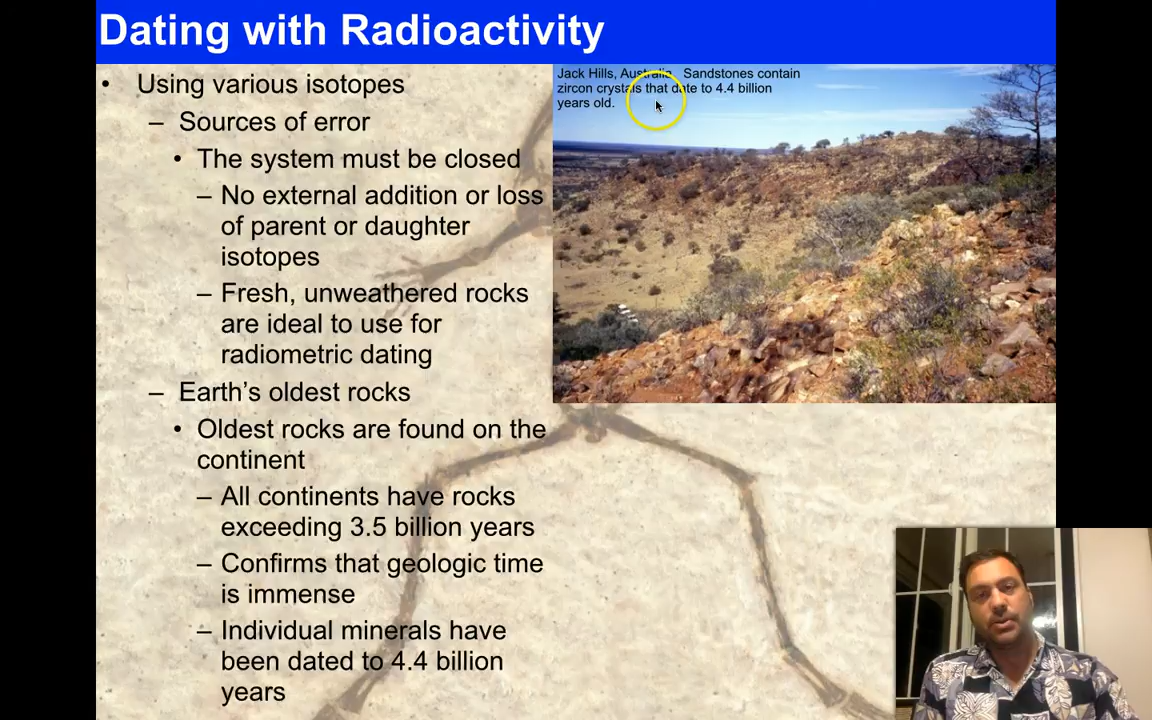 Dating with Radioactivity
• Using various isotopes
– Sources of error
• The system must be closed
– No external addition or loss
of parent or daughter
isotopes
– Fresh, unweathered rocks
are ideal to use for
radiometric dating
– Earth’s oldest rocks
• Oldest rocks are found on the
continent
– All continents have rocks
exceeding 3.5 billion years
– Confirms that geologic time
is immense
– Individual minerals have
been dated to 4.4 billion
years
Jack Hills, Australia. Sandstones contain
zircon crystals that date to 4.4 billion
years old.